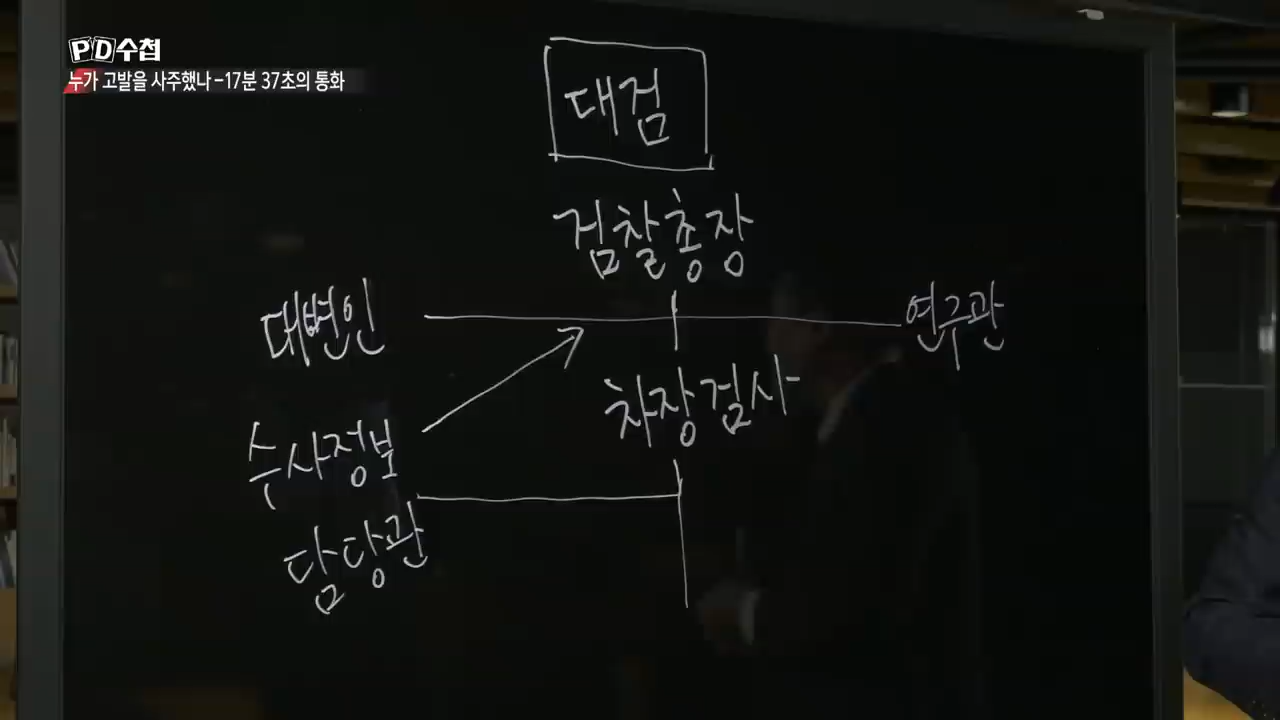 PD수첩
누가 고발을 사주했나-17분 37초의 통화
대검
검찰총장
대변인
연구관
차장검사
수사정보
담당관